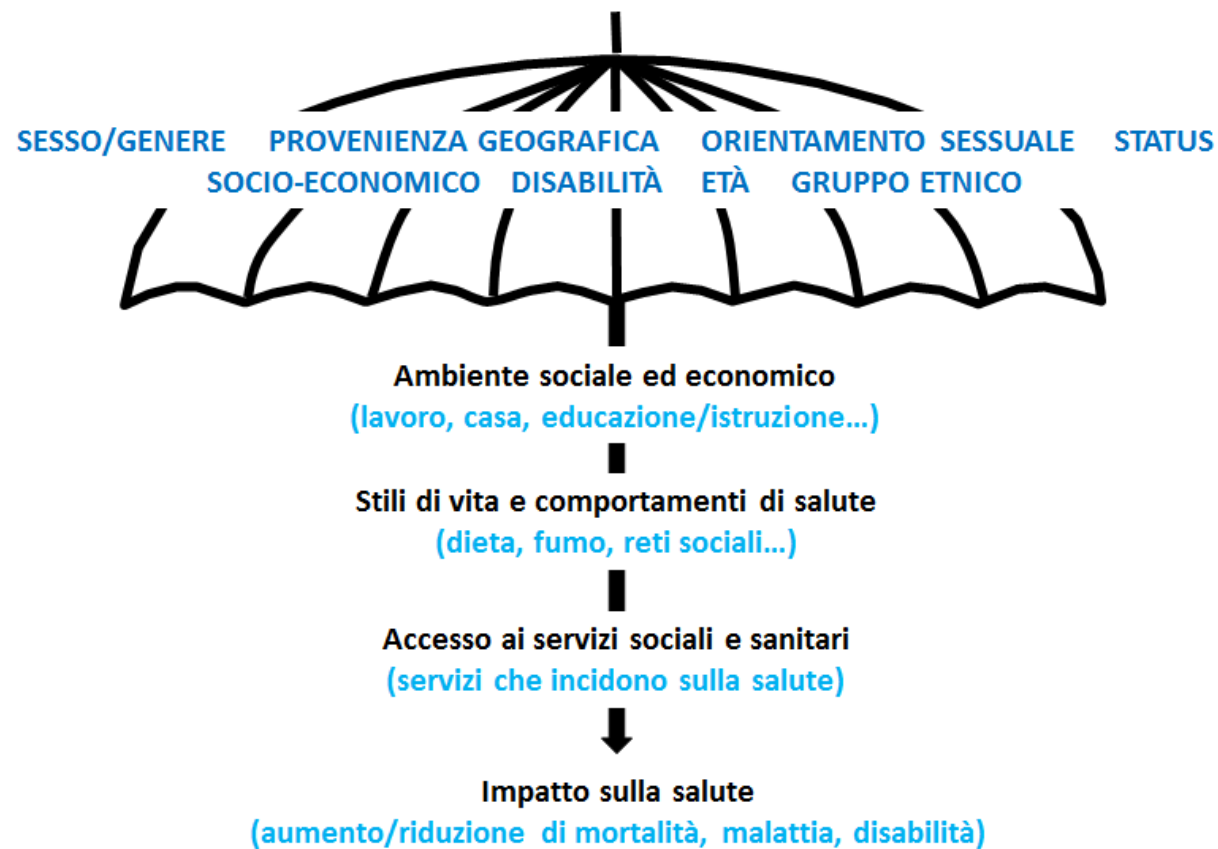 SESSO/GENERE PROVENIENZA GEOGRAFICA ORIENTAMENTO SESSUALE STATUS
SOCIO-ECONOMICO DISABILITÀ ETÀ GRUPPO ETNICO
Ambiente sociale ed economico
(lavoro, casa, educazione/istruzione...)
Stili di vita e comportamenti di salute
(dieta, fumo, reti sociali...)
Accesso ai servizi sociali e sanitari
(servizi che incidono sulla salute)
Impatto sulla salute
(aumento/riduzione di mortalità, malattia, disabilità)